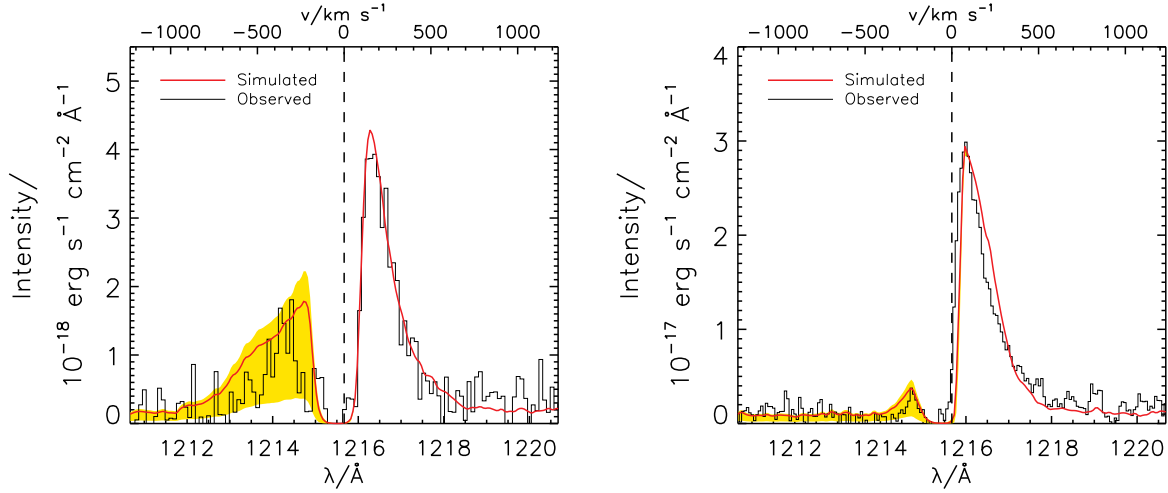 v/km s⁻¹
−1000 −500 0 500 1000
Simulated
Observed
Intensity/
10⁻¹⁸ erg s⁻¹ cm⁻² Å⁻¹
5
4
3
2
1
0
1212 1214 1216 1218 1220
λ/Å
v/km s⁻¹
−1000 −500 0 500 1000
Simulated
Observed
Intensity/
10⁻¹⁷ erg s⁻¹ cm⁻² Å⁻¹
4
3
2
1
0
1212 1214 1216 1218 1220
λ/Å